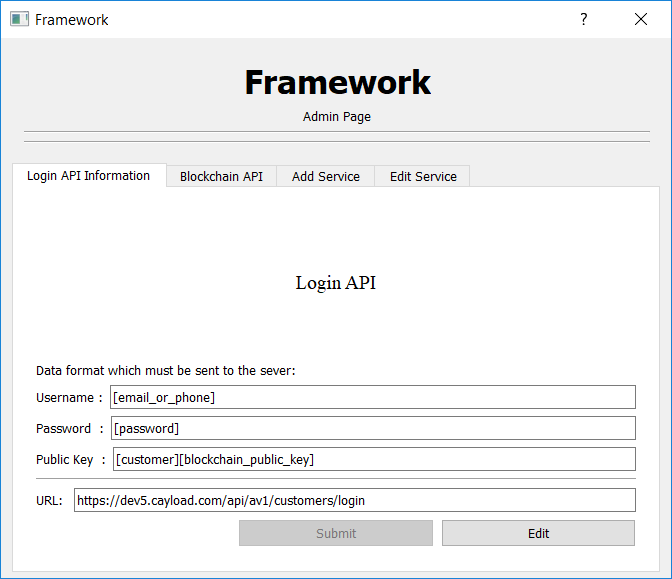 Framework
?
Framework
Admin Page
Login API Information Blockchain API Add Service Edit Service
Login API
Data format which must be sent to the sever:
Username : [email_or_phone]
Password : [password]
Public Key : [customer][blockchain_public_key]
URL: https://dev5.cayload.com/api/av1/customers/login
Submit Edit